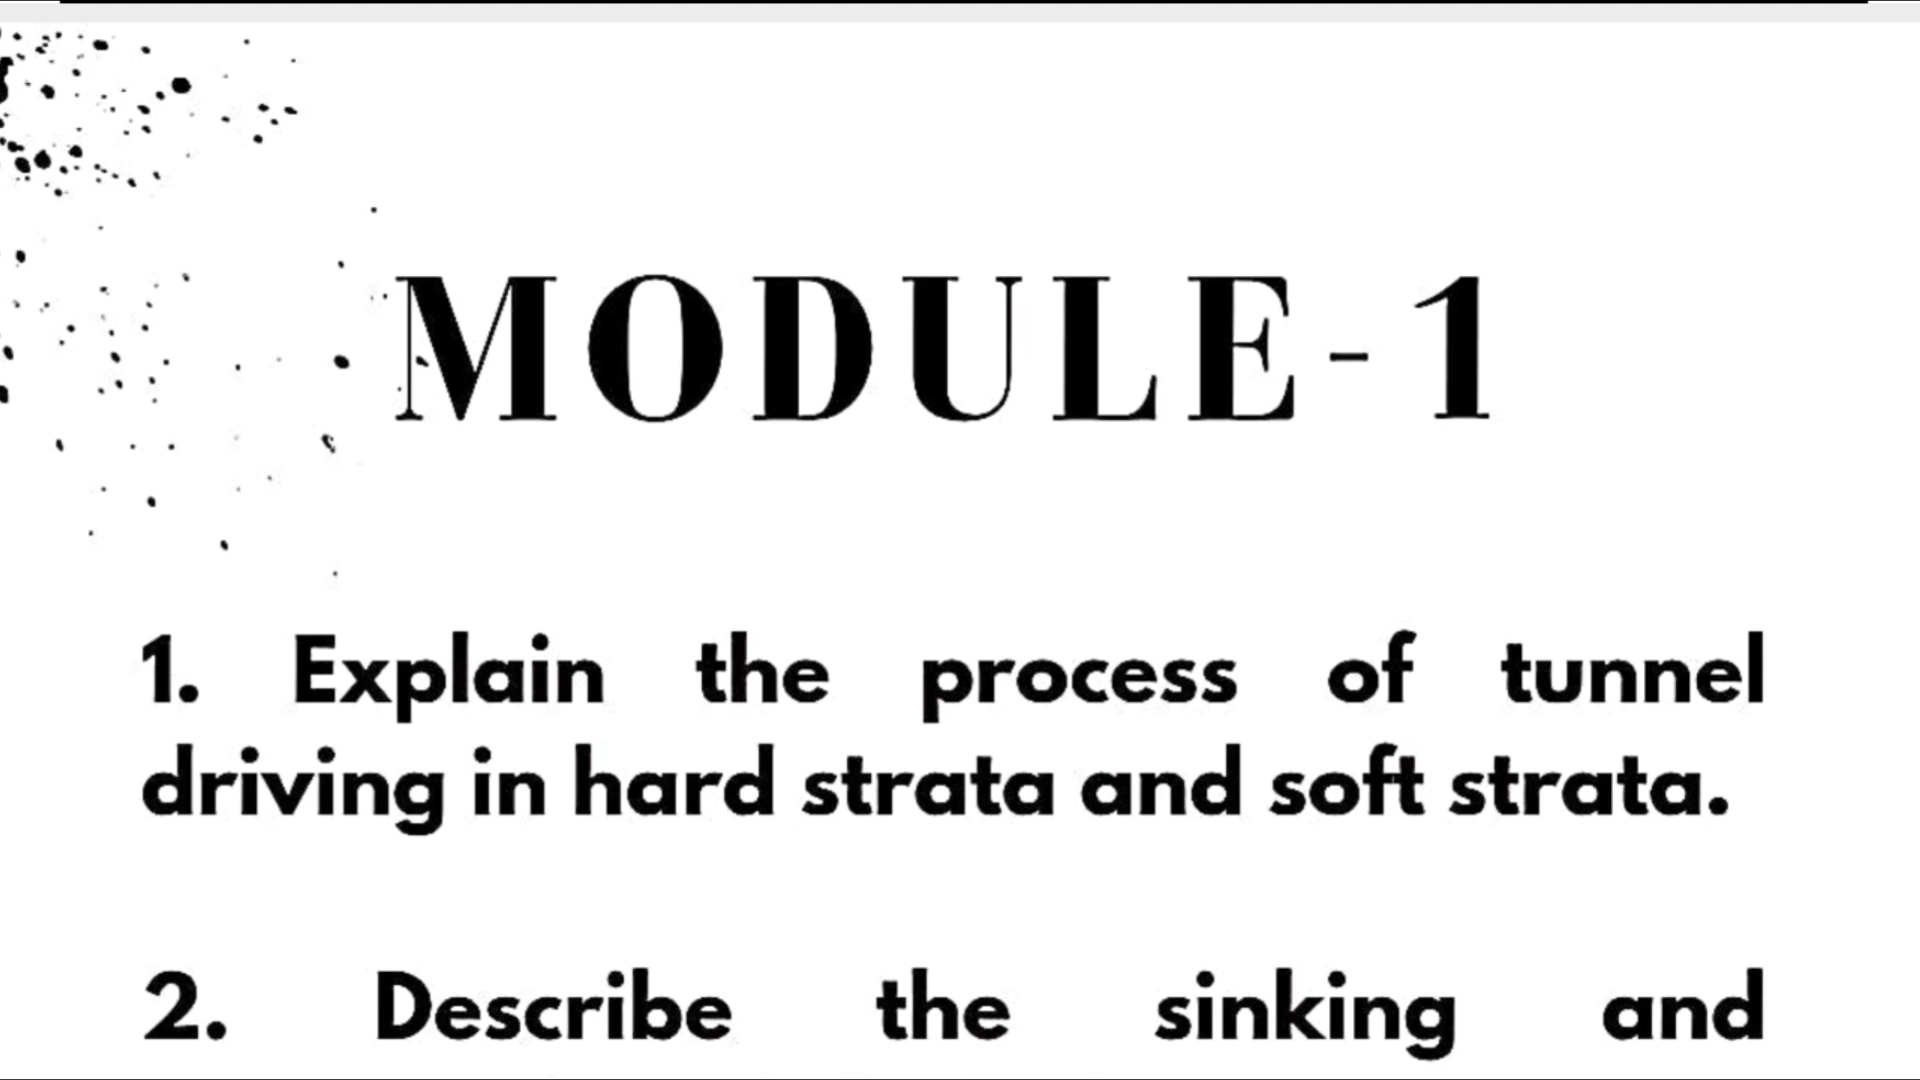 MODULE-1
1. Explain the process of tunnel
driving in hard strata and soft strata.
2. Describe the sinking and